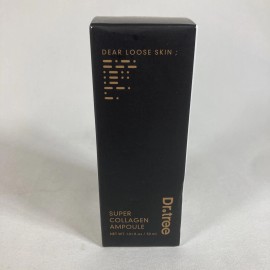 DEAR LOOSE SKIN ;
Dr.tree
SUPER
COLLAGEN
AMPOULE